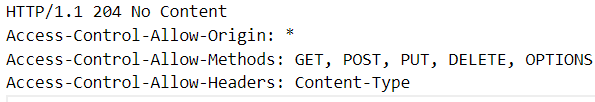 HTTP/1.1 204 No Content
Access-Control-Allow-Origin: *
Access-Control-Allow-Methods: GET, POST, PUT, DELETE, OPTIONS
Access-Control-Allow-Headers: Content-Type